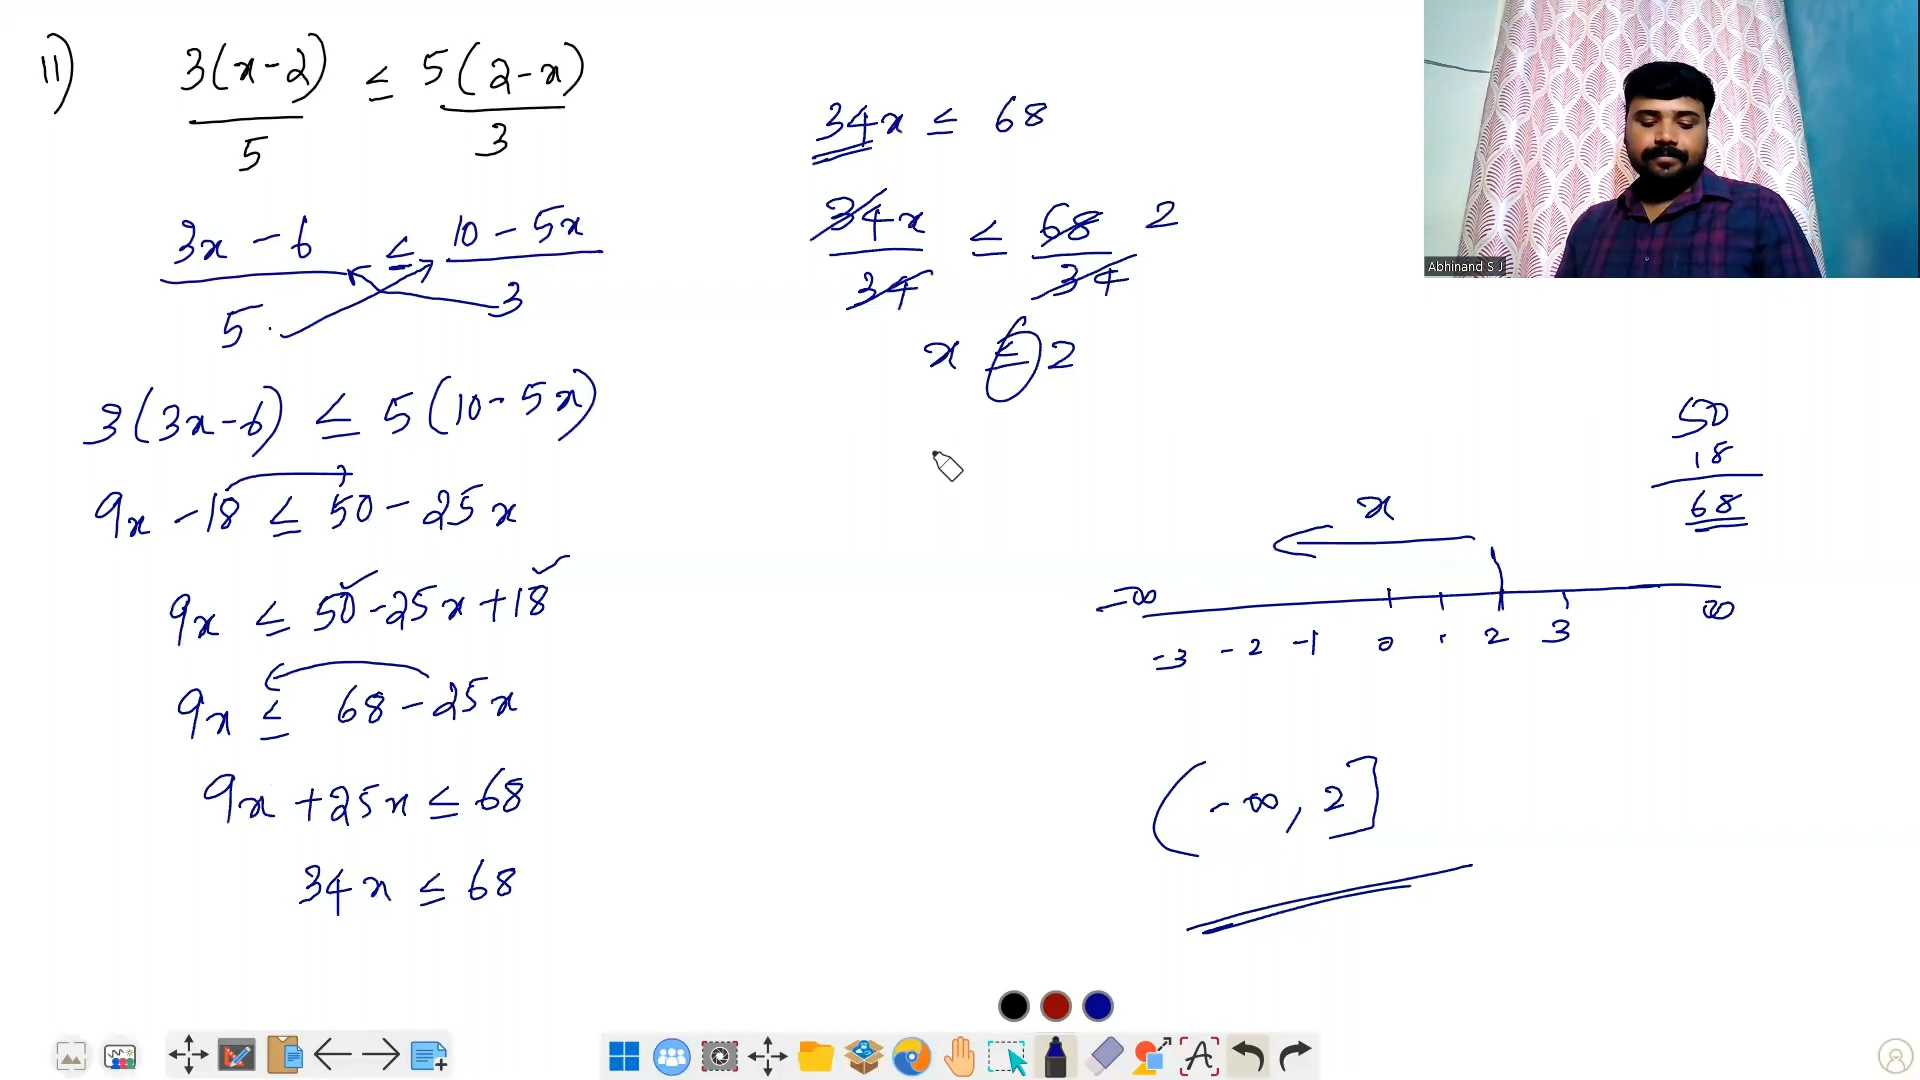 11) 3(x-2)/5 ≤ 5(2-x)/3
3x - 6/5 ≤ 10 - 5x/3
3(3x-6) ≤ 5(10-5x)
9x - 18 ≤ 50 - 25x
9x ≤ 50 - 25x + 18
9x ≤ 68 - 25x
9x + 25x ≤ 68
34x ≤ 68
34x ≤ 68
34x/34 ≤ 68/34 2
x ≤ 2
50
18
68
x
-∞ ∞
-3 -2 -1 0 2 3
(-∞, 2]
Abhinand S J